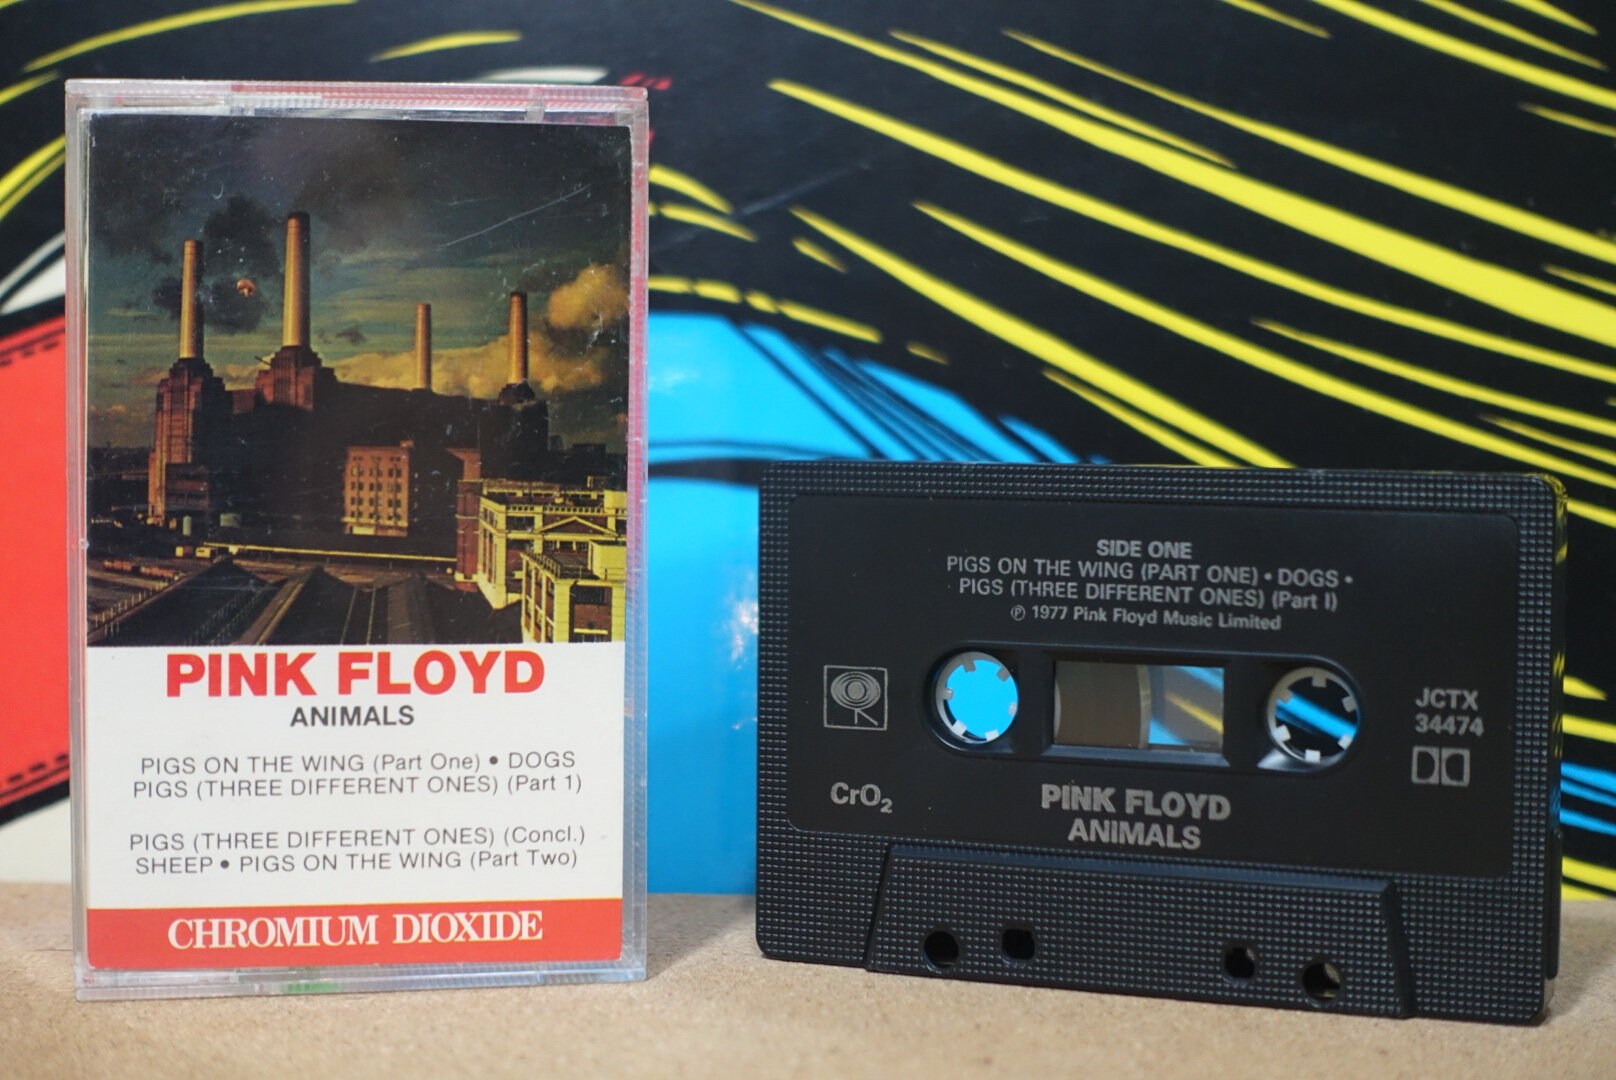 PINK FLOYD
ANIMALS
PIGS ON THE WING (Part One) • DOGS
PIGS (THREE DIFFERENT ONES) (Part 1)
PIGS (THREE DIFFERENT ONES) (Concl.)
SHEEP • PIGS ON THE WING (Part Two)
CHROMIUM DIOXIDE
SIDE ONE
PIGS ON THE WING (PART ONE) • DOGS •
PIGS (THREE DIFFERENT ONES) (Part I)
℗ 1977 Pink Floyd Music Limited
JCTX
34474
CrO₂
PINK FLOYD
ANIMALS